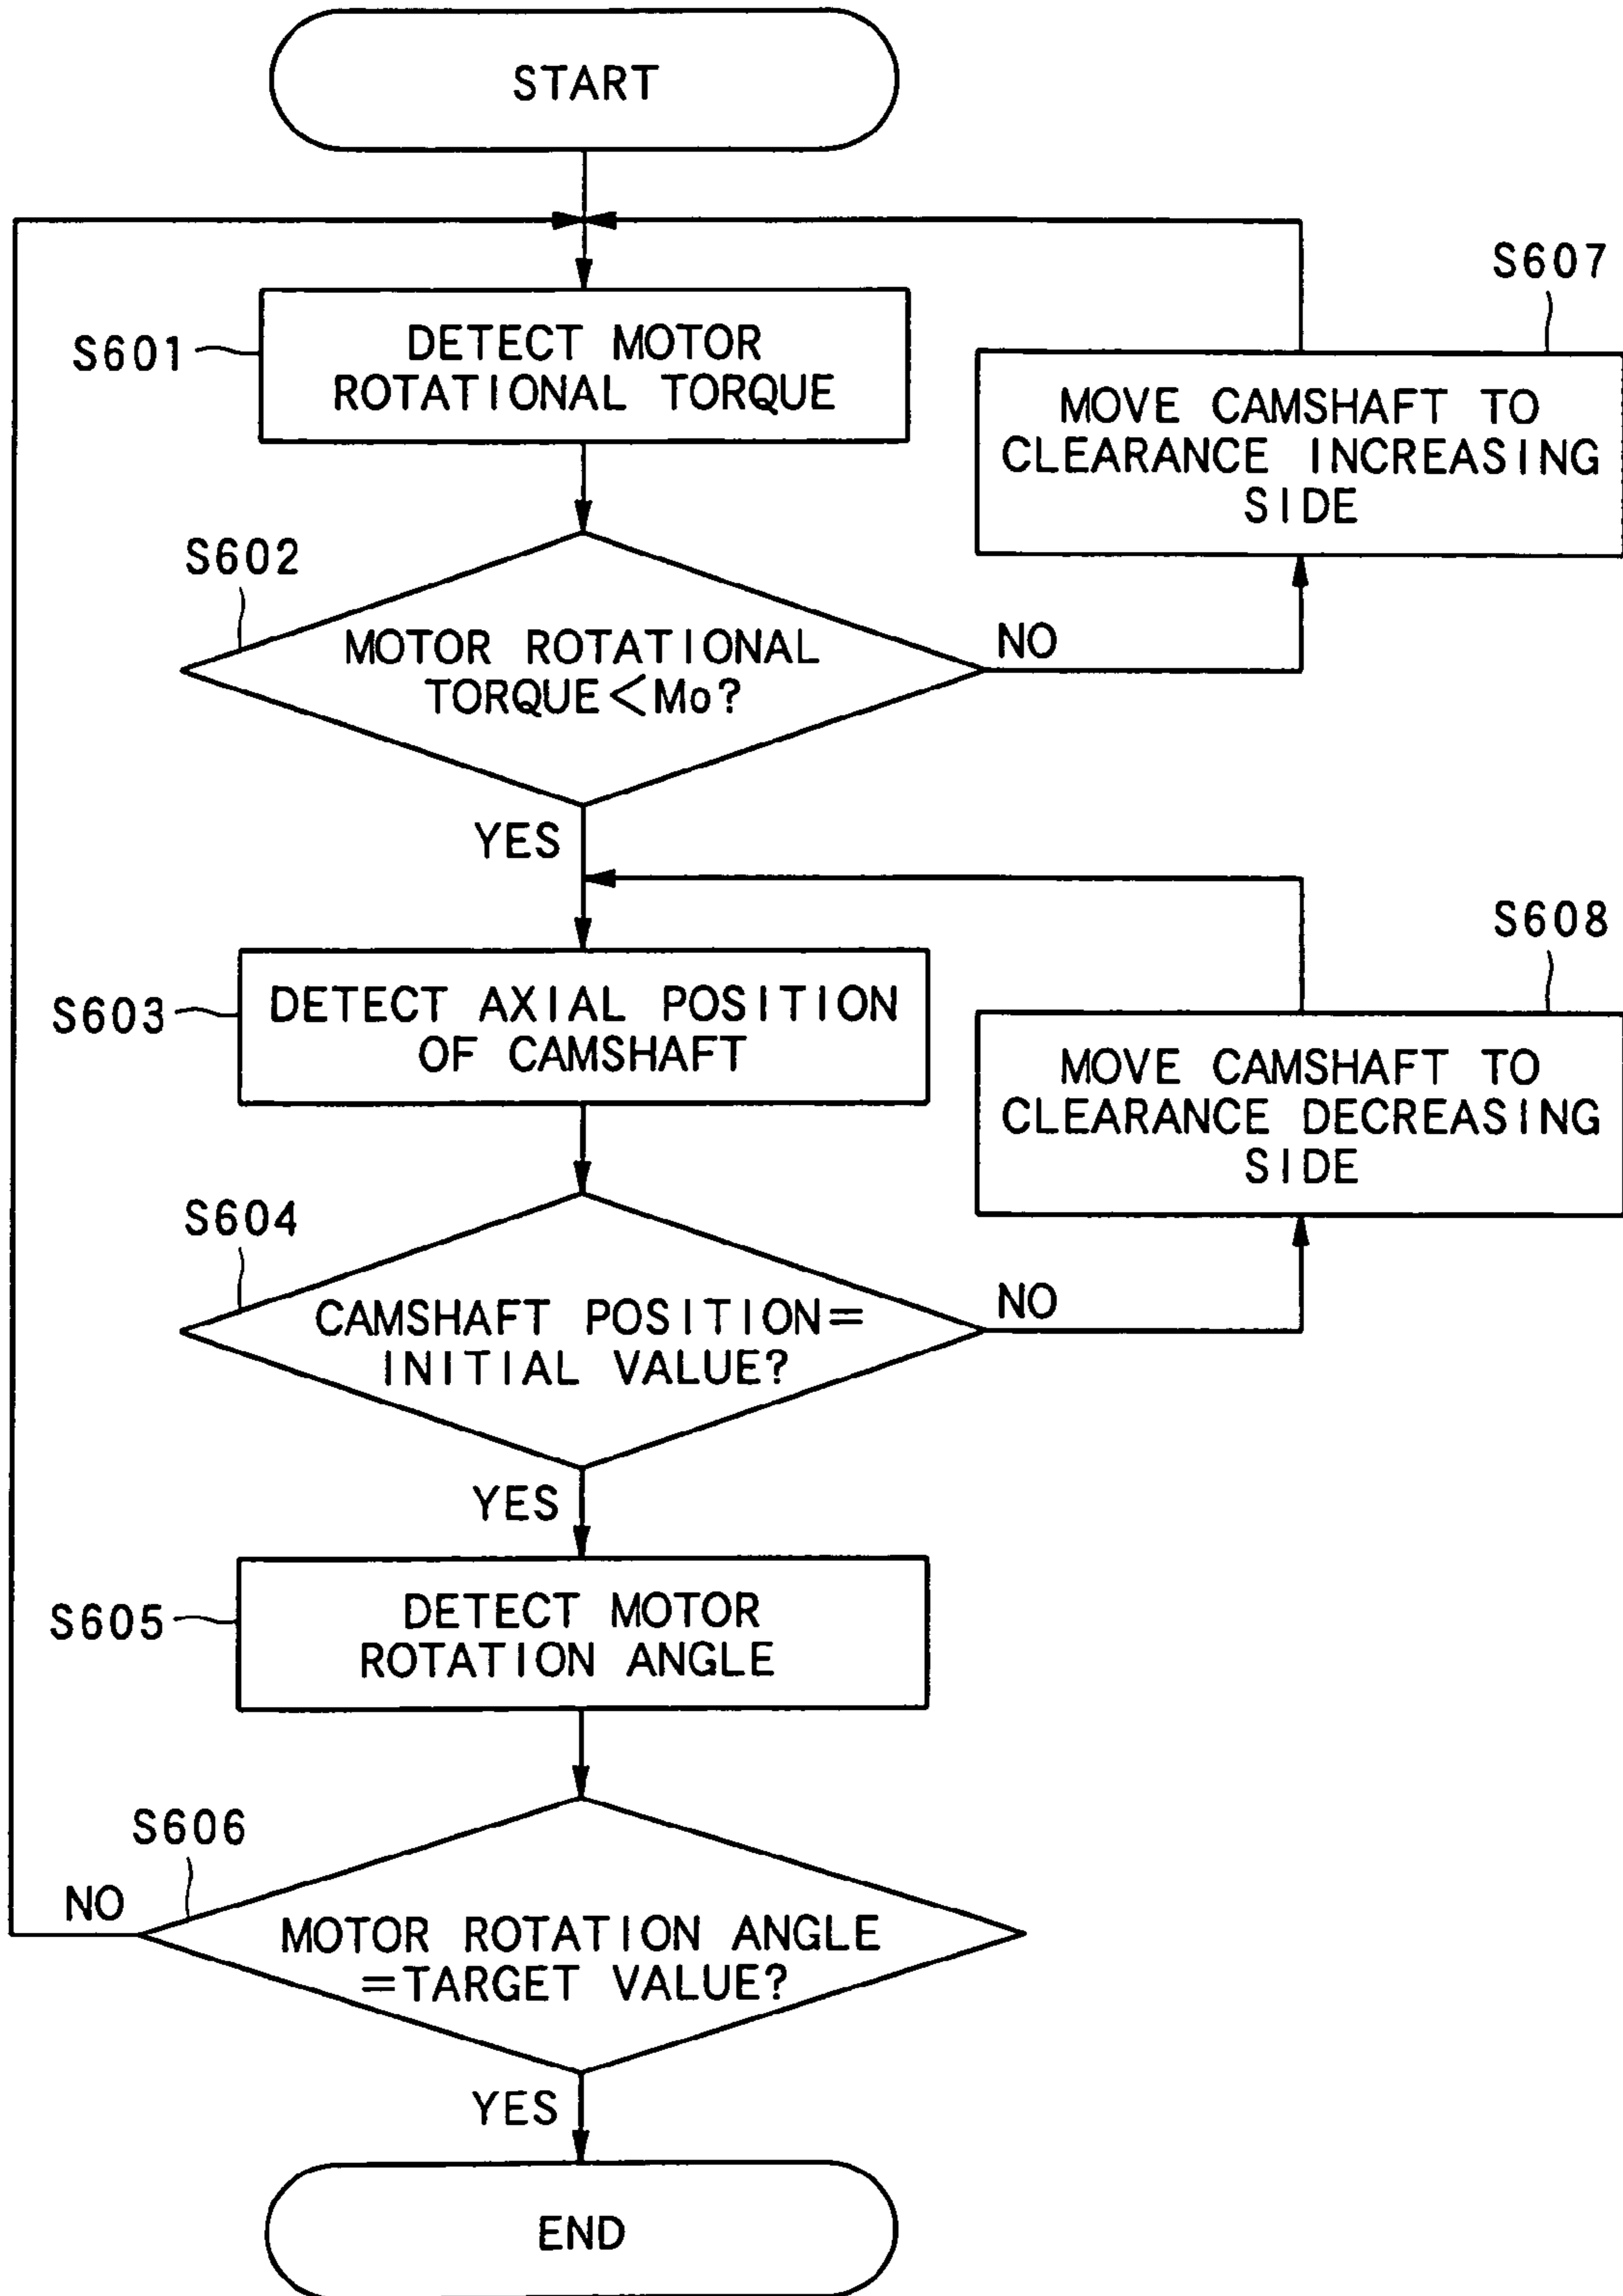 START
S607
S601
DETECT MOTOR
ROTATIONAL TORQUE
MOVE CAMSHAFT TO
CLEARANCE INCREASING
SIDE
S602
MOTOR ROTATIONAL
TORQUE<Mo?
NO
YES
S608
S603
DETECT AXIAL POSITION
OF CAMSHAFT
MOVE CAMSHAFT TO
CLEARANCE DECREASING
SIDE
S604
CAMSHAFT POSITION=
INITIAL VALUE?
NO
YES
S605
DETECT MOTOR
ROTATION ANGLE
S606
NO
MOTOR ROTATION ANGLE
=TARGET VALUE?
YES
END